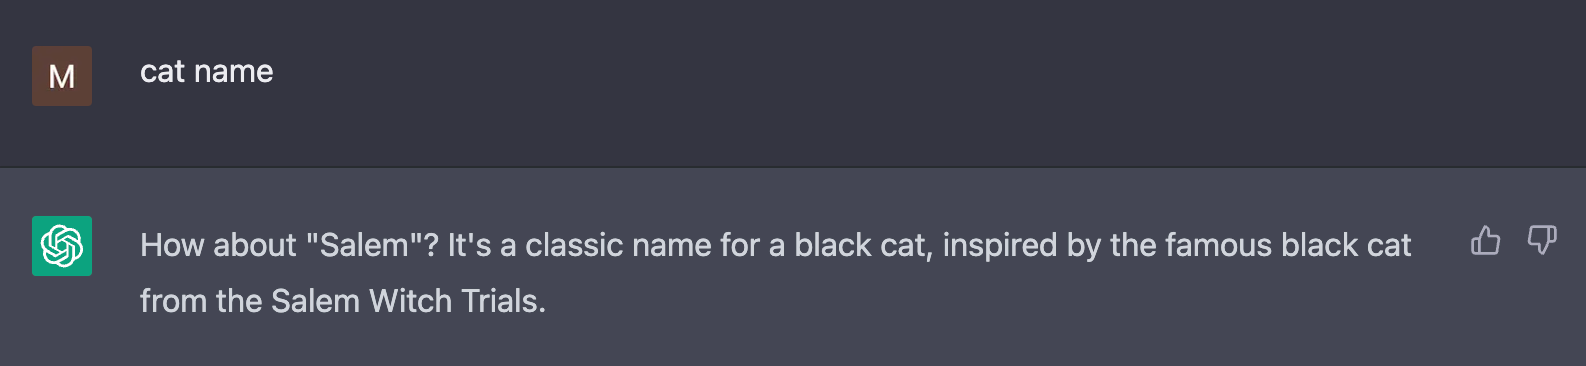 M
cat name
How about "Salem"? It's a classic name for a black cat, inspired by the famous black cat
from the Salem Witch Trials.